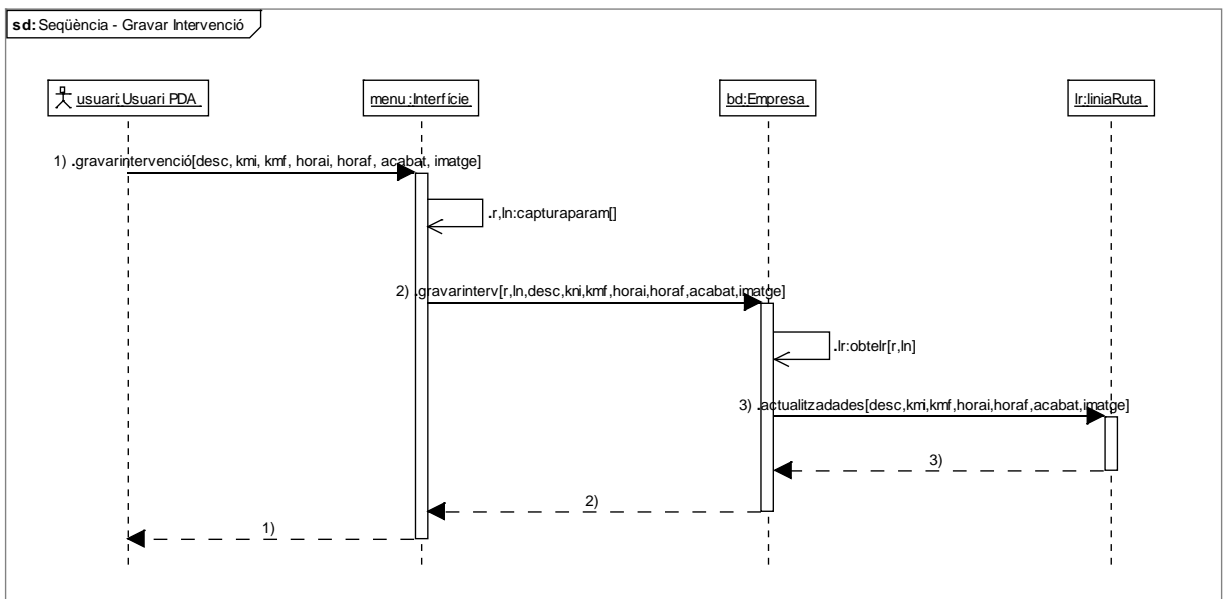 sd: Seqüència - Gravar Intervenció
usuari:Usuari PDA
menu :Interfície
bd:Empresa
lr:liniaRuta
1) .gravarintervenció[desc, kmi, kmf, horai, horaf, acabat, imatge]
.r,ln:capturaparam[]
2) .gravarinterv[r,ln,desc,kni,kmf,horai,horaf,acabat,imatge]
.lr:obtelr[r,ln]
3) .actualitzadades[desc,kmi,kmf,horai,horaf,acabat,imatge]
3)
2)
1)